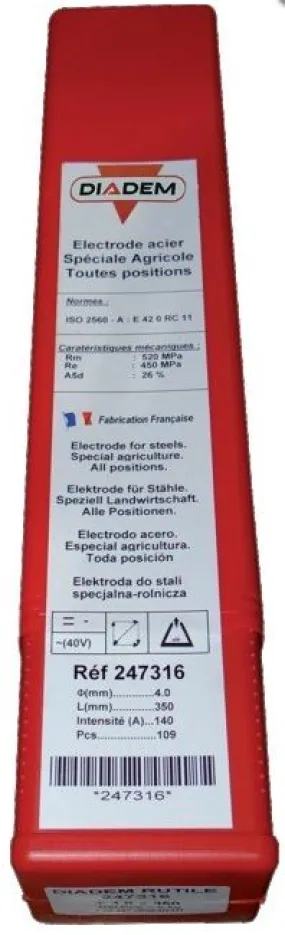 DIADEM
Electrode acier
Spéciale Agricole
Toutes positions
Normes :
ISO 2560 - A : E 42 0 RC 11
Caratéristiques mécaniques :
Rm : 520 MPa
Re : 450 MPa
A5d : 26 %
Fabrication Française
Electrode for steels.
Special agriculture.
All positions.
Elektrode für Stähle.
Speziell Landwirtschaft.
Alle Positionen.
Electrodo acero.
Especial agricultura.
Toda posición
Elektroda do stali
specjalna-rolnicza
= -
~(40V)
Réf 247316
Φ(mm).............4.0
L(mm)..............350
Intensité (A)...140
Pcs...................109
*247316*
DIADEM RUTILE
247316